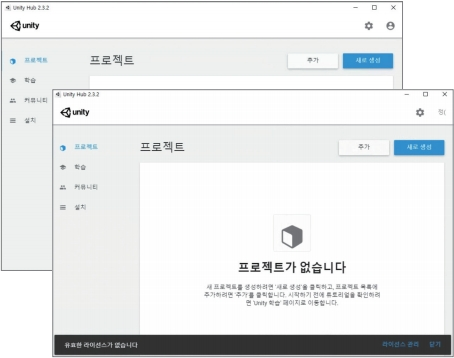 Unity Hub 2.3.2
unity
프로젝트
학습
커뮤니티
설치
프로젝트
추가
새로 생성
Unity Hub 2.3.2
unity
프로젝트
학습
커뮤니티
설치
프로젝트
추가
새로 생성
프로젝트가 없습니다
새 프로젝트를 생성하려면 '새로 생성'을 클릭하고, 프로젝트 목록에
추가하려면 '추가'를 클릭합니다. 시작하기 전에 튜토리얼을 확인하려
면 'Unity 학습' 페이지로 이동합니다.
유효한 라이선스가 없습니다
라이선스 관리
닫기